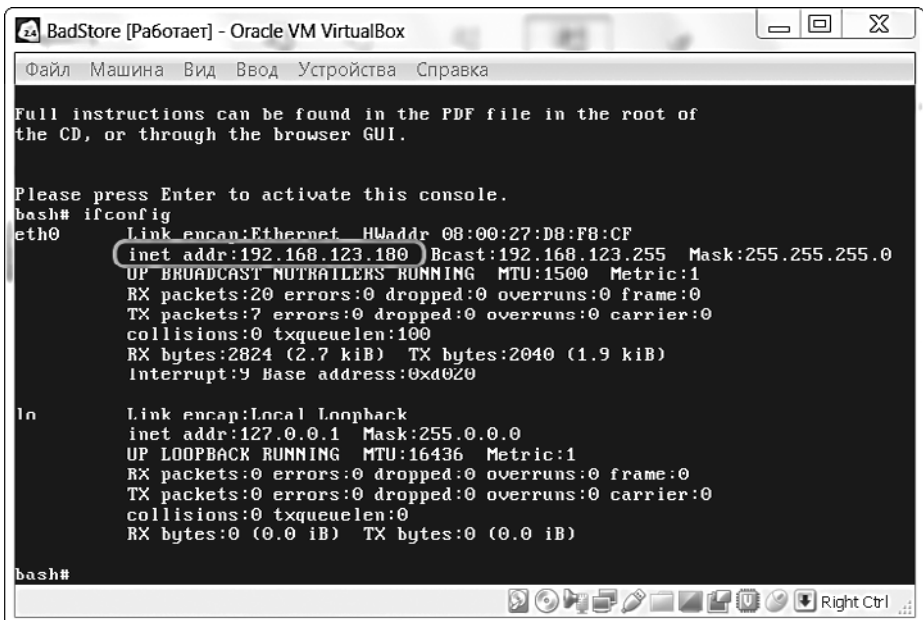 BadStore [Работает] - Oracle VM VirtualBox
Файл Машина Вид Ввод Устройства Справка
Full instructions can be found in the PDF file in the root of
the CD, or through the browser GUI.
Please press Enter to activate this console.
bash# ifconfig
eth0 Link encap:Ethernet HWaddr 08:00:27:D8:F8:CF
inet addr:192.168.123.180 Bcast:192.168.123.255 Mask:255.255.255.0
UP BROADCAST NOTRAILERS RUNNING MTU:1500 Metric:1
RX packets:20 errors:0 dropped:0 overruns:0 frame:0
TX packets:7 errors:0 dropped:0 overruns:0 carrier:0
collisions:0 txqueuelen:100
RX bytes:2824 (2.7 kiB) TX bytes:2040 (1.9 kiB)
Interrupt:9 Base address:0xd020
lo Link encap:Local Loopback
inet addr:127.0.0.1 Mask:255.0.0.0
UP LOOPBACK RUNNING MTU:16436 Metric:1
RX packets:0 errors:0 dropped:0 overruns:0 frame:0
TX packets:0 errors:0 dropped:0 overruns:0 carrier:0
collisions:0 txqueuelen:0
RX bytes:0 (0.0 iB) TX bytes:0 (0.0 iB)
bash#
Right Ctrl